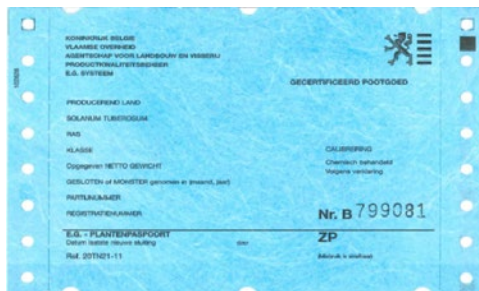 KONINKRIJK BELGIE
VLAAMSE OVERHEID
AGENTSCHAP VOOR LANDBOUW EN VISSERIJ
PRODUCTKWALITEITSBEHEER
E.G. SYSTEEM
GECERTIFICEERD POOTGOED
PRODUCEREND LAND
SOLANUM TUBEROSUM
RAS
KLASSE
CALIBRERING
Opgegeven NETTO GEWICHT
Chemisch behandeld
Volgens verklaring
GESLOTEN of MONSTER genomen in (maand, jaar)
PARTIJNUMMER
REGISTRATIENUMMER
Nr. B 799081
E.G. - PLANTENPASPOORT
ZP
Datum laatste nieuwe sluiting
Ref. 20TN21-11